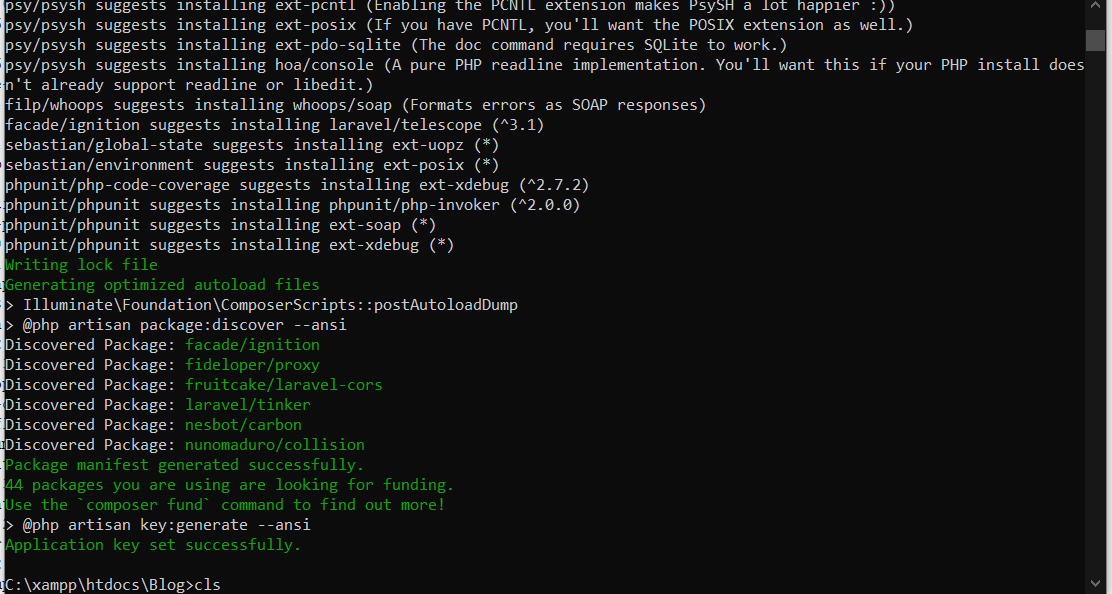 psy/psysh suggests installing ext-pcntl (Enabling the PCNTL extension makes PsySH a lot happier :))
psy/psysh suggests installing ext-posix (If you have PCNTL, you'll want the POSIX extension as well.)
psy/psysh suggests installing ext-pdo-sqlite (The doc command requires SQLite to work.)
psy/psysh suggests installing hoa/console (A pure PHP readline implementation. You'll want this if your PHP install does
n't already support readline or libedit.)
filp/whoops suggests installing whoops/soap (Formats errors as SOAP responses)
facade/ignition suggests installing laravel/telescope (^3.1)
sebastian/global-state suggests installing ext-uopz (*)
sebastian/environment suggests installing ext-posix (*)
phpunit/php-code-coverage suggests installing ext-xdebug (^2.7.2)
phpunit/phpunit suggests installing phpunit/php-invoker (^2.0.0)
phpunit/phpunit suggests installing ext-soap (*)
phpunit/phpunit suggests installing ext-xdebug (*)
Writing lock file
Generating optimized autoload files
> Illuminate\Foundation\ComposerScripts::postAutoloadDump
> @php artisan package:discover --ansi
Discovered Package: facade/ignition
Discovered Package: fideloper/proxy
Discovered Package: fruitcake/laravel-cors
Discovered Package: laravel/tinker
Discovered Package: nesbot/carbon
Discovered Package: nunomaduro/collision
Package manifest generated successfully.
44 packages you are using are looking for funding.
Use the `composer fund` command to find out more!
> @php artisan key:generate --ansi
Application key set successfully.
C:\xampp\htdocs\Blog>cls